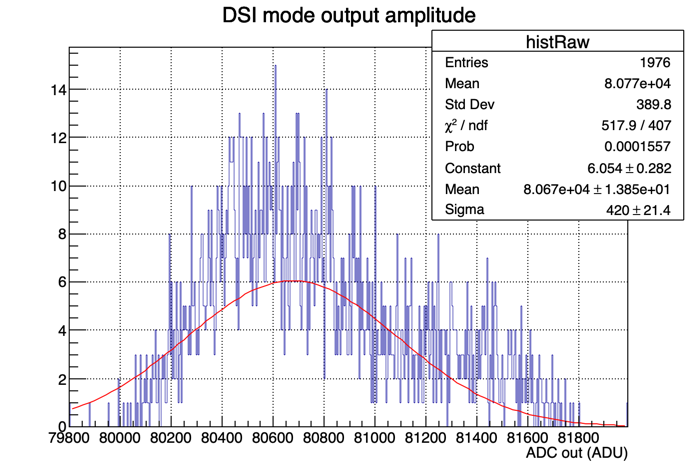 DSI mode output amplitude
histRaw
Entries 1976
Mean 8.077e+04
Std Dev 389.8
χ² / ndf 517.9 / 407
Prob 0.0001557
Constant 6.054 ± 0.282
Mean 8.067e+04 ± 1.385e+01
Sigma 420 ± 21.4
14
12
10
8
6
4
2
0
79800 80000 80200 80400 80600 80800 81000 81200 81400 81600 81800
ADC out (ADU)